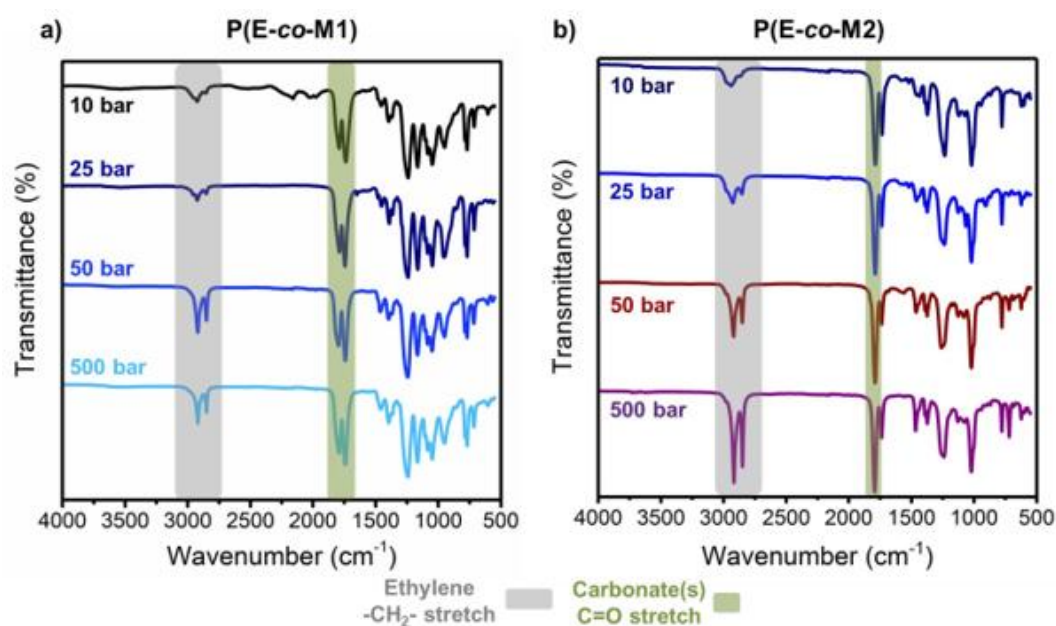 a) P(E-co-M1)
10 bar
25 bar
50 bar
500 bar
Transmittance (%)
4000 3500 3000 2500 2000 1500 1000 500
Wavenumber (cm⁻¹)
b) P(E-co-M2)
10 bar
25 bar
50 bar
500 bar
Transmittance (%)
4000 3500 3000 2500 2000 1500 1000 500
Wavenumber (cm⁻¹)
Ethylene
-CH₂- stretch
Carbonate(s)
C=O stretch